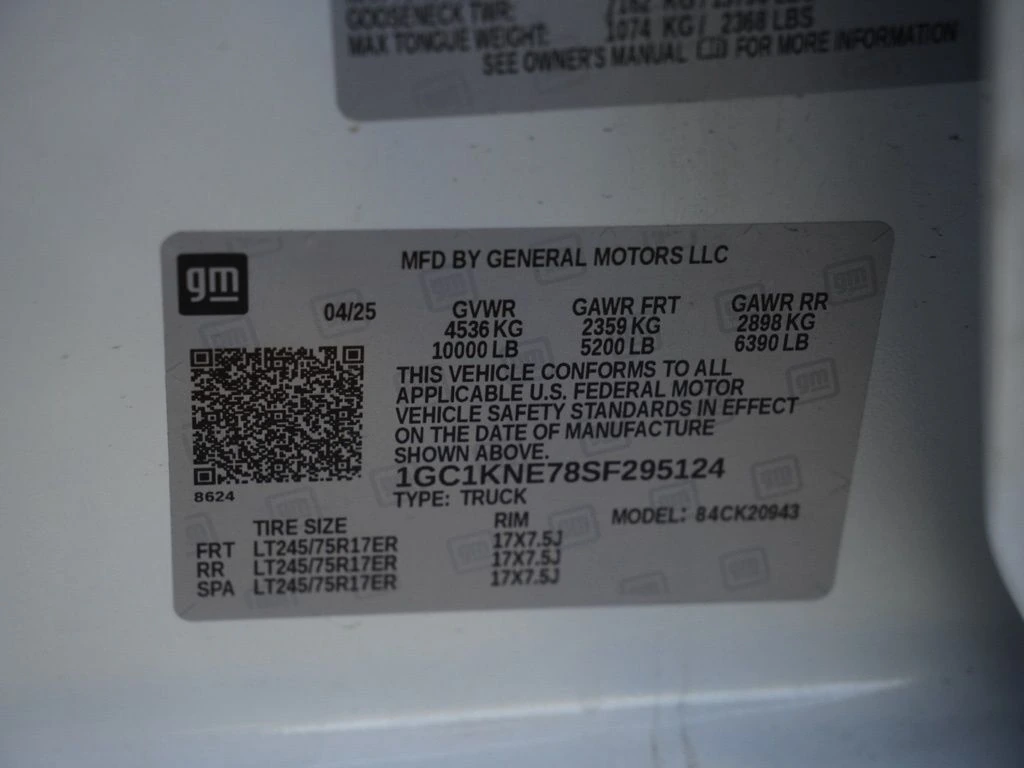 GOOSENECK TWR:
MAX TONGUE WEIGHT: 1074 KG / 2368 LBS
SEE OWNER'S MANUAL FOR MORE INFORMATION
gm
MFD BY GENERAL MOTORS LLC
04/25 GVWR GAWR FRT GAWR RR
4536 KG 2359 KG 2898 KG
10000 LB 5200 LB 6390 LB
THIS VEHICLE CONFORMS TO ALL
APPLICABLE U.S. FEDERAL MOTOR
VEHICLE SAFETY STANDARDS IN EFFECT
ON THE DATE OF MANUFACTURE
SHOWN ABOVE.
1GC1KNE78SF295124
8624
TYPE: TRUCK
TIRE SIZE RIM MODEL: 84CK20943
FRT LT245/75R17ER 17X7.5J
RR LT245/75R17ER 17X7.5J
SPA LT245/75R17ER 17X7.5J